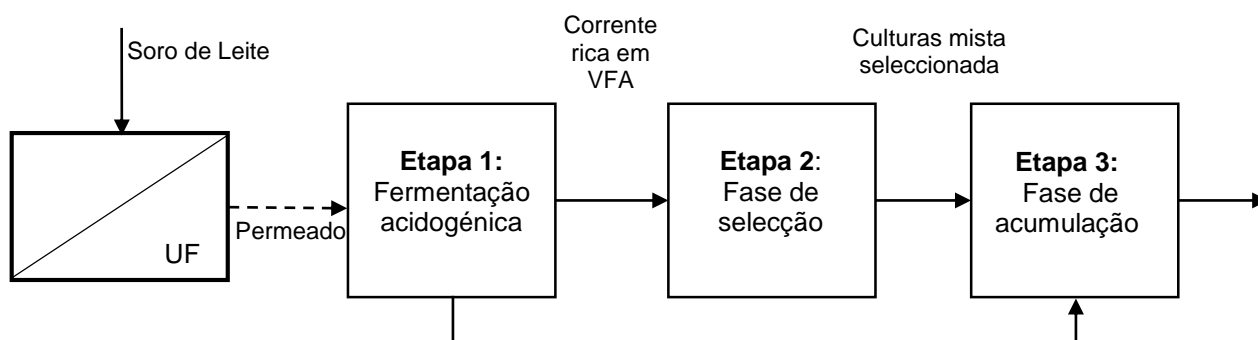 Soro de Leite
UF
Permeado
Etapa 1:
Fermentação
acidogénica
Corrente
rica em
VFA
Etapa 2:
Fase de
selecção
Culturas mista
seleccionada
Etapa 3:
Fase de
acumulação